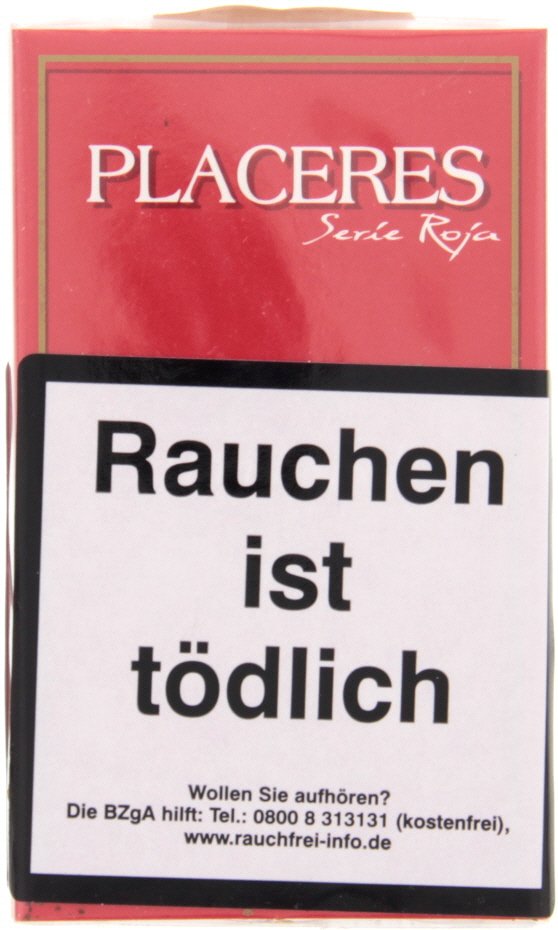 PLACERES
Serie Roja
Rauchen
ist
tödlich
Wollen Sie aufhören?
Die BZgA hilft: Tel.: 0800 8 313131 (kostenfrei),
www.rauchfrei-info.de